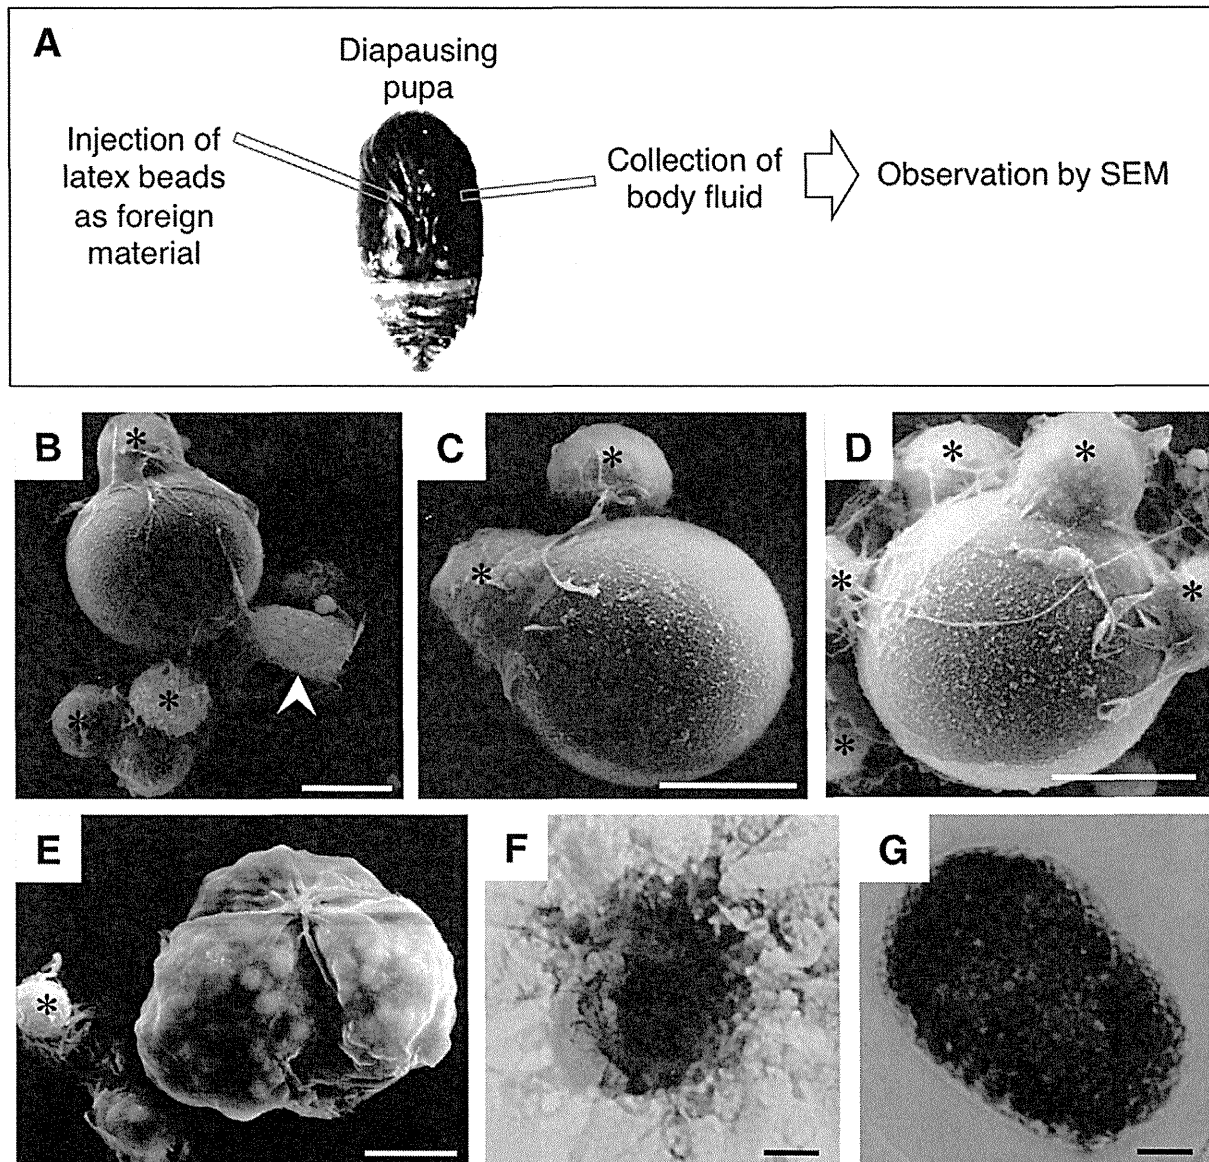 A
Diapausing
pupa
Injection of
latex beads
as foreign
material
Collection of
body fluid
Observation by SEM
B
*
*
*
*
C
*
*
D
*
*
*
*
*
E
*
F
G